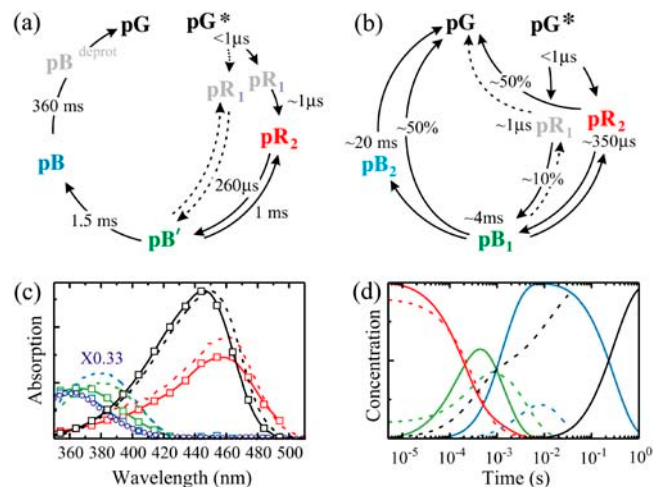 (a)
pG pG*
<1μs
pB deprot
pR1 pR1
~1μs
360 ms
pR2
pB
260μs
1.5 ms
1 ms
pB′
(b)
pG pG*
<1μs
~50%
~1μs pR1 pR2
~20 ms ~50%
~350μs
pB2
~10%
~4ms
pB1
(c)
X0.33
Absorption
360 380 400 420 440 460 480 500
Wavelength (nm)
(d)
Concentration
10-5 10-4 10-3 10-2 10-1 100
Time (s)